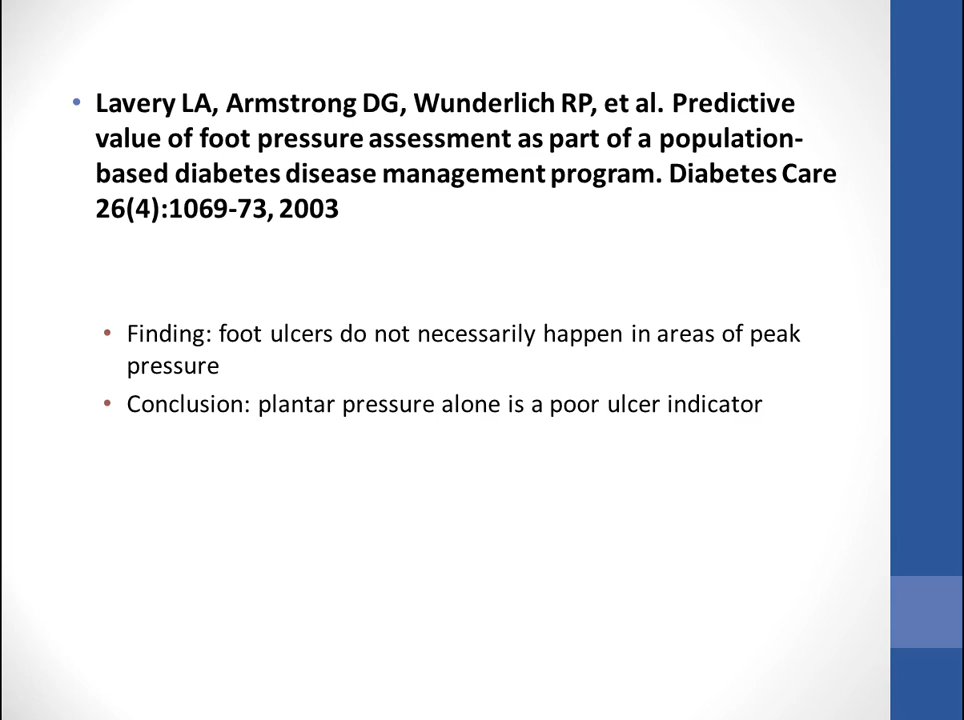 • Lavery LA, Armstrong DG, Wunderlich RP, et al. Predictive
value of foot pressure assessment as part of a population-
based diabetes disease management program. Diabetes Care
26(4):1069-73, 2003
• Finding: foot ulcers do not necessarily happen in areas of peak
pressure
• Conclusion: plantar pressure alone is a poor ulcer indicator